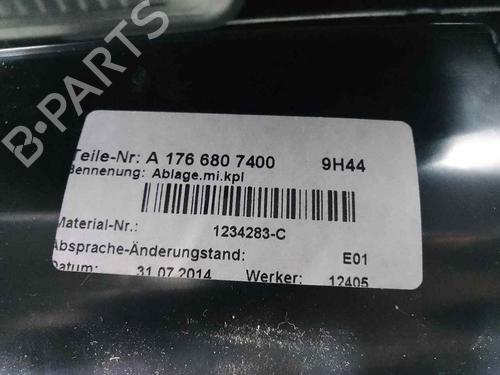 B-PARTS
Teile-Nr: A 176 680 7400 9H44
Bennenung: Ablage.mi.kpl
Material-Nr.: 1234283-C
Absprache-Änderungstand: E01
Datum: 31.07.2014 Werker: 12405